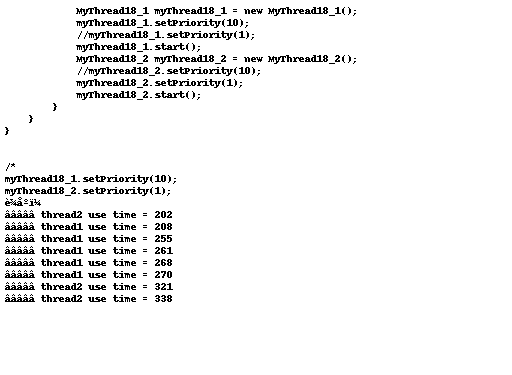 MyThread18_1 myThread18_1 = new MyThread18_1();
myThread18_1.setPriority(10);
//myThread18_1.setPriority(1);
myThread18_1.start();
MyThread18_2 myThread18_2 = new MyThread18_2();
//myThread18_2.setPriority(10);
myThread18_2.setPriority(1);
myThread18_2.start();
}
}
}
/*
myThread18_1.setPriority(10);
myThread18_2.setPriority(1);
è¾åºï¼
âââââ thread2 use time = 202
âââââ thread1 use time = 208
âââââ thread1 use time = 255
âââââ thread1 use time = 261
âââââ thread1 use time = 268
âââââ thread1 use time = 270
âââââ thread2 use time = 321
âââââ thread2 use time = 338